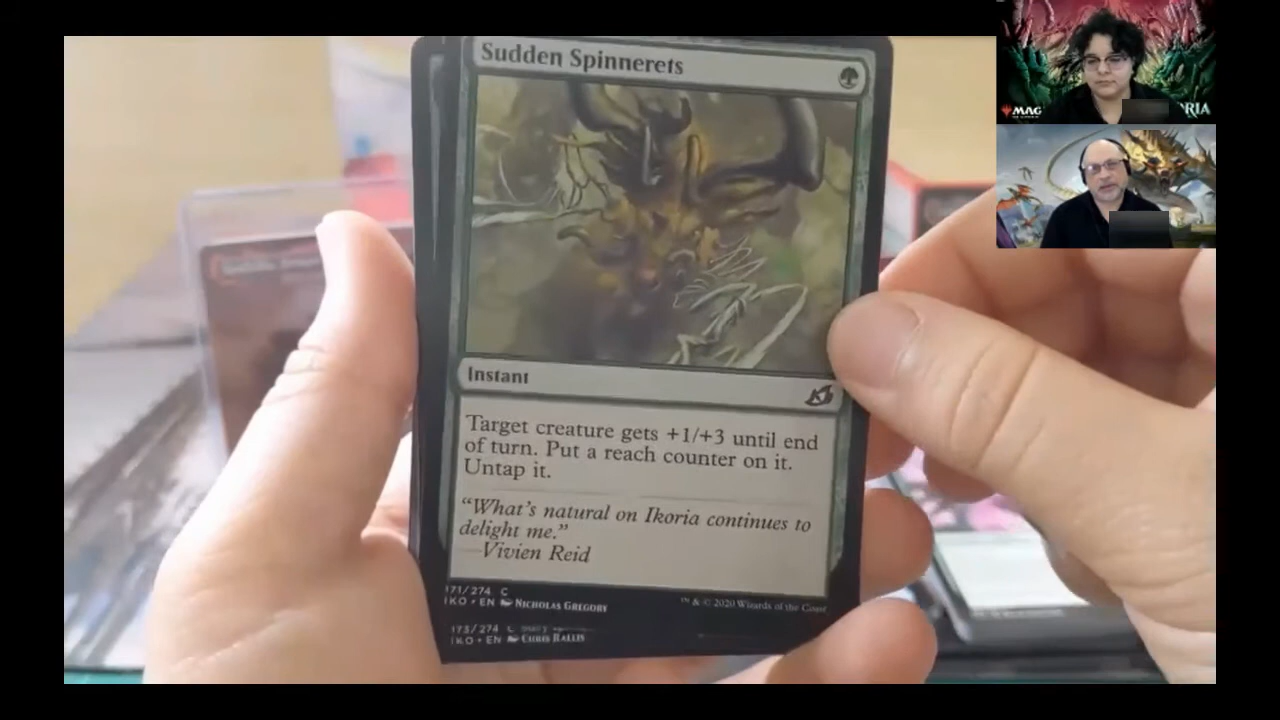 Sudden Spinnerets
MAG
ORIA
Instant
Target creature gets +1/+3 until end
of turn. Put a reach counter on it.
Untap it.
“What's natural on Ikoria continues to
delight me.”
—Vivien Reid
171/274 C
IKO • EN NICHOLAS GREGORY
™ & © 2020 Wizards of the Coast
173/274 C
IKO • EN CHRIS RALLIS